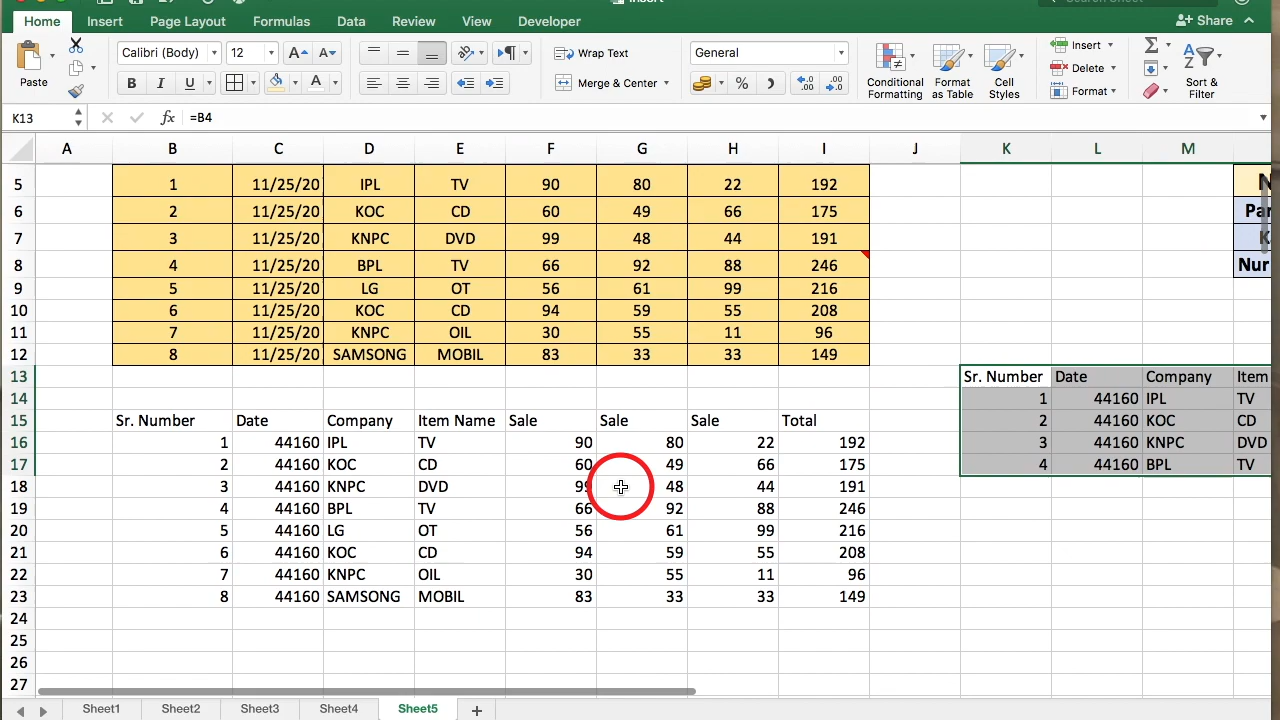 Insert
Search Sheet
Home Insert Page Layout Formulas Data Review View Developer
Share
Paste
Calibri (Body) 12 A A
B I U A
Wrap Text
Merge & Center
General
%
Conditional Formatting
Format as Table
Cell Styles
Insert
Delete
Format
Sort & Filter
K13 fx =B4
A B C D E F G H I J K L M
5 1 11/25/20 IPL TV 90 80 22 192
6 2 11/25/20 KOC CD 60 49 66 175
7 3 11/25/20 KNPC DVD 99 48 44 191
8 4 11/25/20 BPL TV 66 92 88 246 Nur
9 5 11/25/20 LG OT 56 61 99 216
10 6 11/25/20 KOC CD 94 59 55 208
11 7 11/25/20 KNPC OIL 30 55 11 96
12 8 11/25/20 SAMSONG MOBIL 83 33 33 149
13 Sr. Number Date Company Item
14 1 44160 IPL TV
15 Sr. Number Date Company Item Name Sale Sale Sale Total 2 44160 KOC CD
16 1 44160 IPL TV 90 80 22 192 3 44160 KNPC DVD
17 2 44160 KOC CD 60 49 66 175 4 44160 BPL TV
18 3 44160 KNPC DVD 99 48 44 191
19 4 44160 BPL TV 66 92 88 246
20 5 44160 LG OT 56 61 99 216
21 6 44160 KOC CD 94 59 55 208
22 7 44160 KNPC OIL 30 55 11 96
23 8 44160 SAMSONG MOBIL 83 33 33 149
24
25
26
27
Sheet1 Sheet2 Sheet3 Sheet4 Sheet5 +